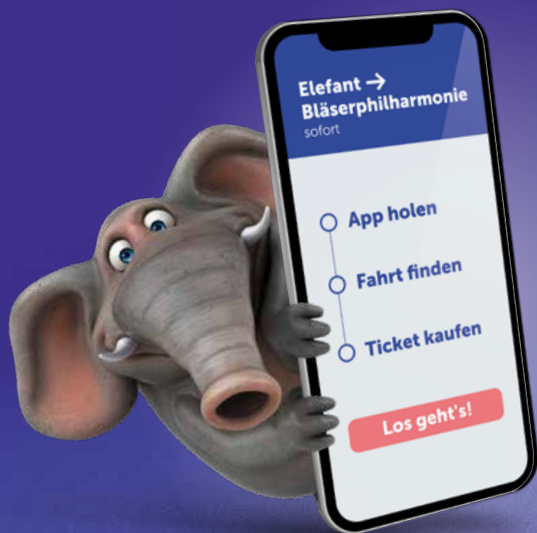 Elefant →
Bläserphilharmonie
sofort
App holen
Fahrt finden
Ticket kaufen
Los geht's!